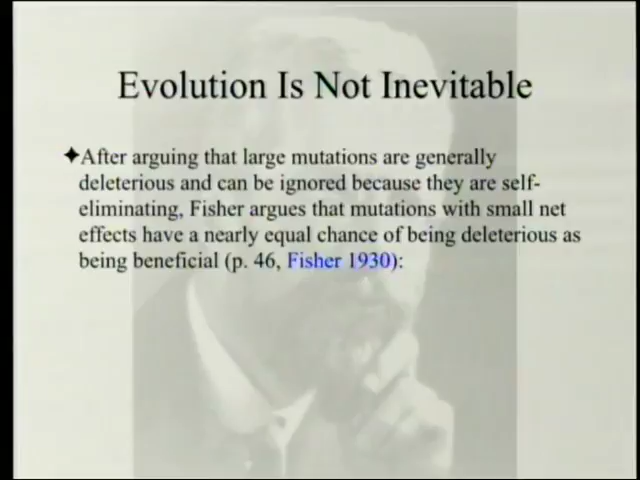 Evolution Is Not Inevitable
✦After arguing that large mutations are generally
deleterious and can be ignored because they are self-
eliminating, Fisher argues that mutations with small net
effects have a nearly equal chance of being deleterious as
being beneficial (p. 46, Fisher 1930):